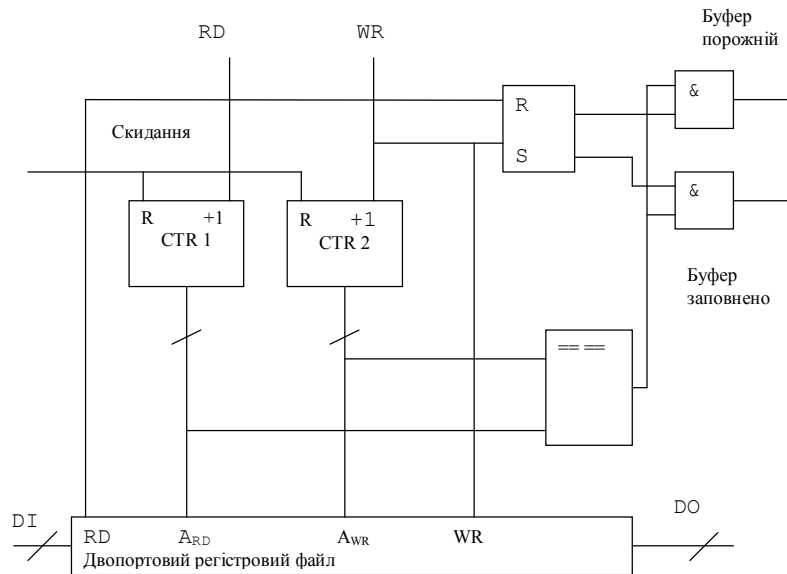 Буфер
порожній
RD
WR
&
R
Скидання
S
&
R +1
CTR 1
R +1
CTR 2
Буфер
заповнено
== ==
DI
DO
RD
ARD
AWR
WR
Двопортовий регістровий файл